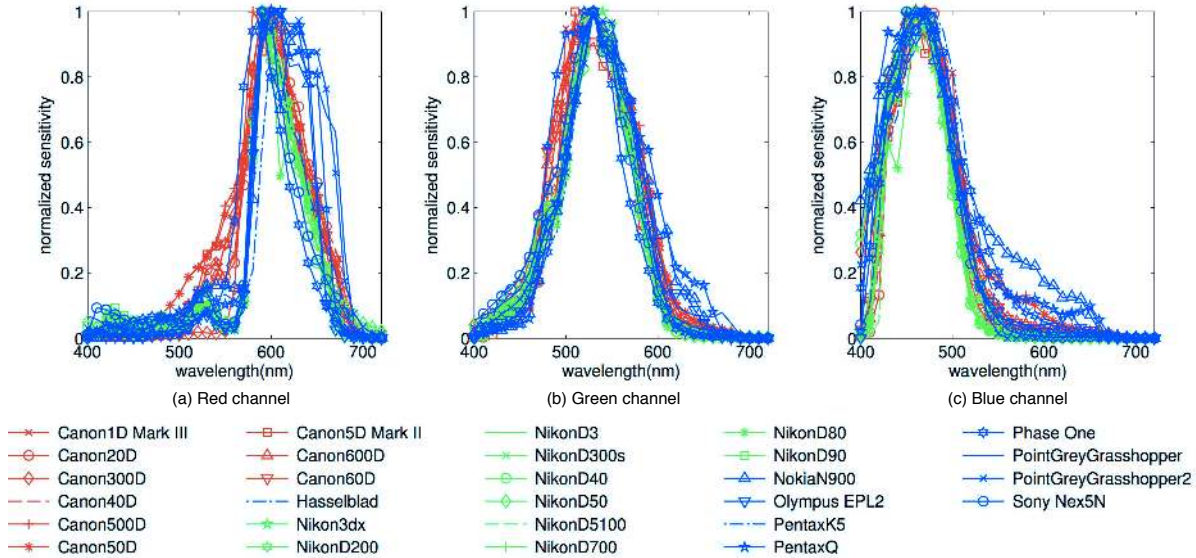 1
0.8
0.6
0.4
0.2
0
normalized sensitivity
400 500 600 700
wavelength(nm)
(a) Red channel
1
0.8
0.6
0.4
0.2
0
normalized sensitivity
400 500 600 700
wavelength(nm)
(b) Green channel
1
0.8
0.6
0.4
0.2
0
normalized sensitivity
400 500 600 700
wavelength(nm)
(c) Blue channel
Canon1D Mark III
Canon20D
Canon300D
Canon40D
Canon500D
Canon50D
Canon5D Mark II
Canon600D
Canon60D
Hasselblad
Nikon3dx
NikonD200
NikonD3
NikonD300s
NikonD40
NikonD50
NikonD5100
NikonD700
NikonD80
NikonD90
NokiaN900
Olympus EPL2
PentaxK5
PentaxQ
Phase One
PointGreyGrasshopper
PointGreyGrasshopper2
Sony Nex5N